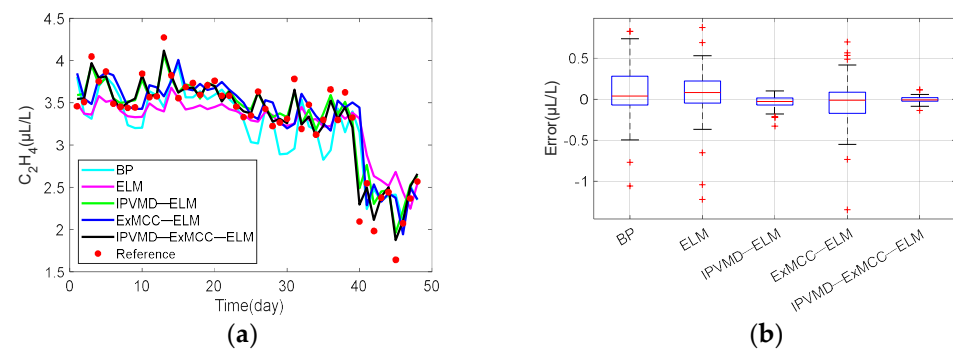 4.5
4
3.5
3
2.5
2
1.5
C2H4(μL/L)
BP
ELM
IPVMD—ELM
ExMCC—ELM
IPVMD—ExMCC—ELM
Reference
0 10 20 30 40 50
Time(day)
(a)
0.5
0
-0.5
-1
Error(μL/L)
BP
ELM
IPVMD—ELM
ExMCC—ELM
IPVMD—ExMCC—ELM
(b)